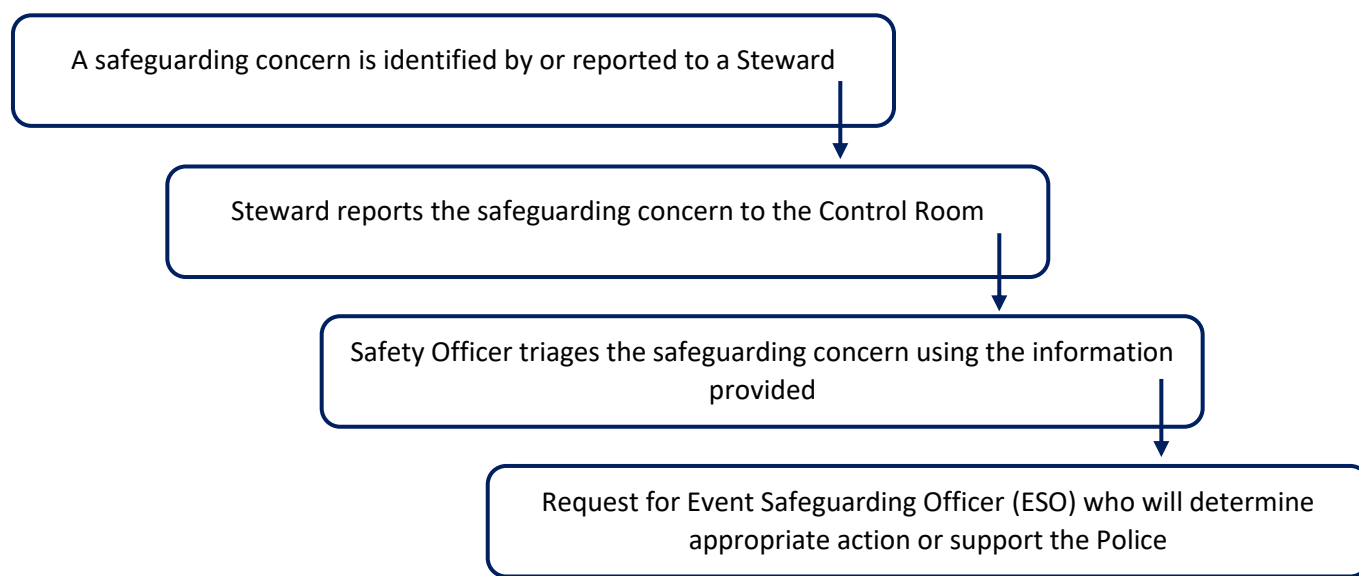 A safeguarding concern is identified by or reported to a Steward
Steward reports the safeguarding concern to the Control Room
Safety Officer triages the safeguarding concern using the information
provided
Request for Event Safeguarding Officer (ESO) who will determine
appropriate action or support the Police